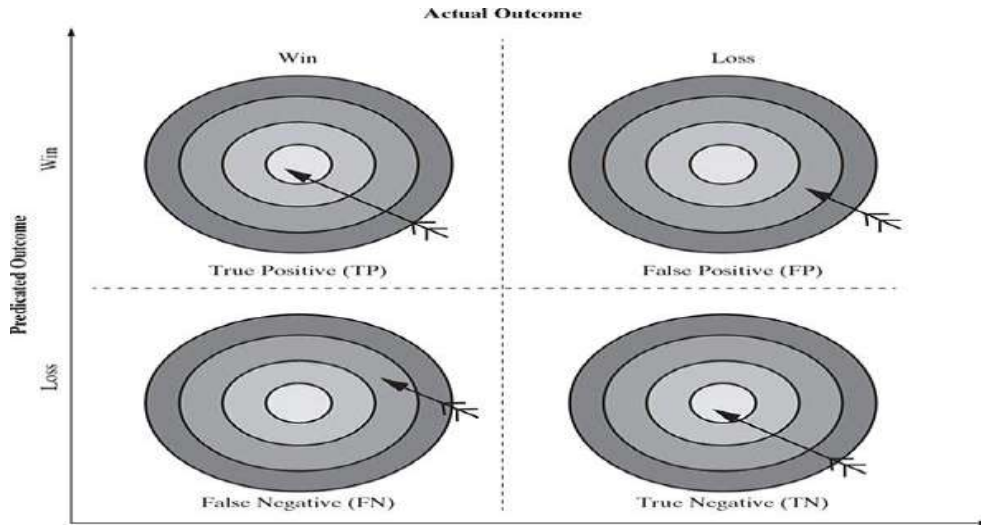 Actual Outcome
Win
Loss
Win
True Positive (TP)
False Positive (FP)
Predicated Outcome
Loss
False Negative (FN)
True Negative (TN)